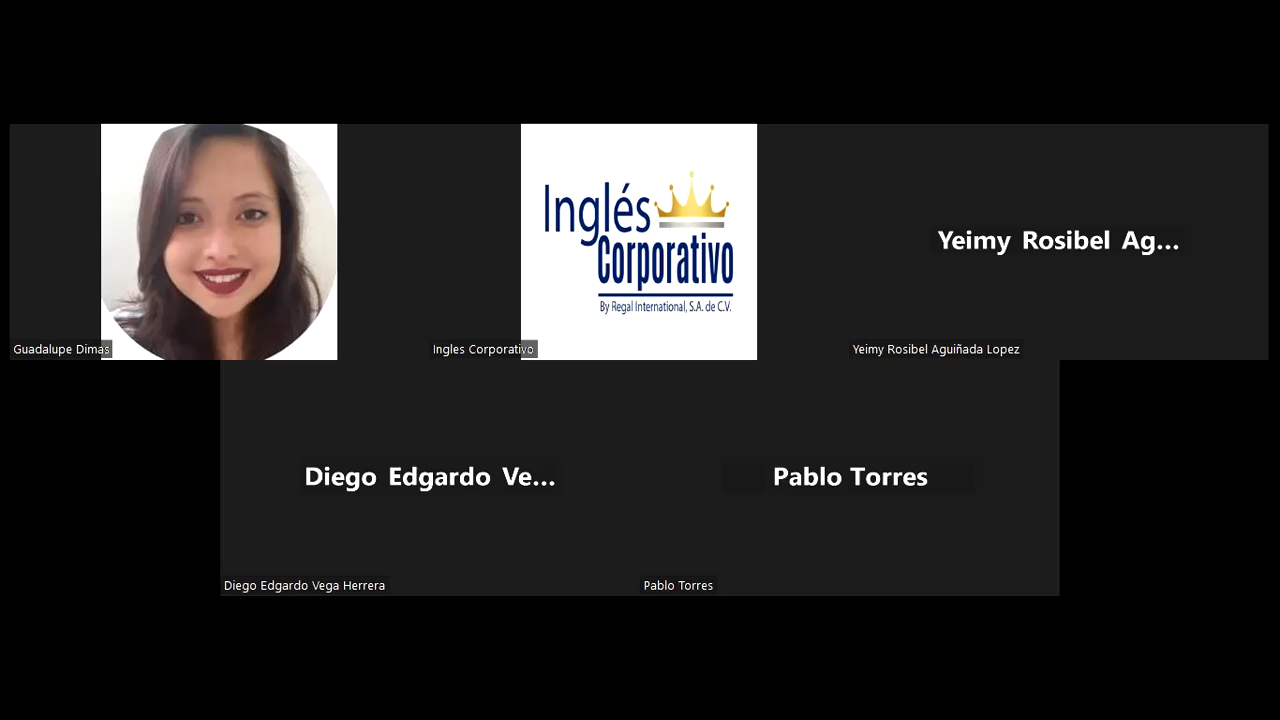 Inglés
Corporativo
By Regal International, S.A. de C.V.
Yeimy Rosibel Ag...
Guadalupe Dimas
Ingles Corporativo
Yeimy Rosibel Aguiñada Lopez
Diego Edgardo Ve...
Pablo Torres
Diego Edgardo Vega Herrera
Pablo Torres